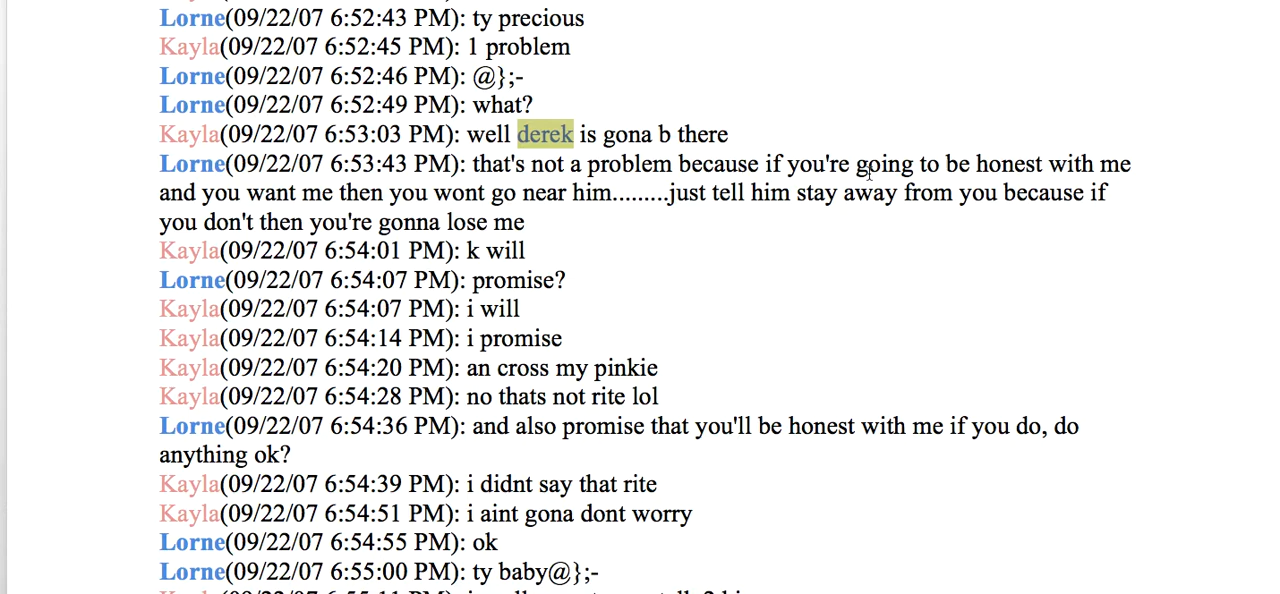 Lorne(09/22/07 6:52:43 PM): ty precious
Kayla(09/22/07 6:52:45 PM): 1 problem
Lorne(09/22/07 6:52:46 PM): @};-
Lorne(09/22/07 6:52:49 PM): what?
Kayla(09/22/07 6:53:03 PM): well derek is gona b there
Lorne(09/22/07 6:53:43 PM): that's not a problem because if you're going to be honest with me
and you want me then you wont go near him.........just tell him stay away from you because if
you don't then you're gonna lose me
Kayla(09/22/07 6:54:01 PM): k will
Lorne(09/22/07 6:54:07 PM): promise?
Kayla(09/22/07 6:54:07 PM): i will
Kayla(09/22/07 6:54:14 PM): i promise
Kayla(09/22/07 6:54:20 PM): an cross my pinkie
Kayla(09/22/07 6:54:28 PM): no thats not rite lol
Lorne(09/22/07 6:54:36 PM): and also promise that you'll be honest with me if you do, do
anything ok?
Kayla(09/22/07 6:54:39 PM): i didnt say that rite
Kayla(09/22/07 6:54:51 PM): i aint gona dont worry
Lorne(09/22/07 6:54:55 PM): ok
Lorne(09/22/07 6:55:00 PM): ty baby@};-